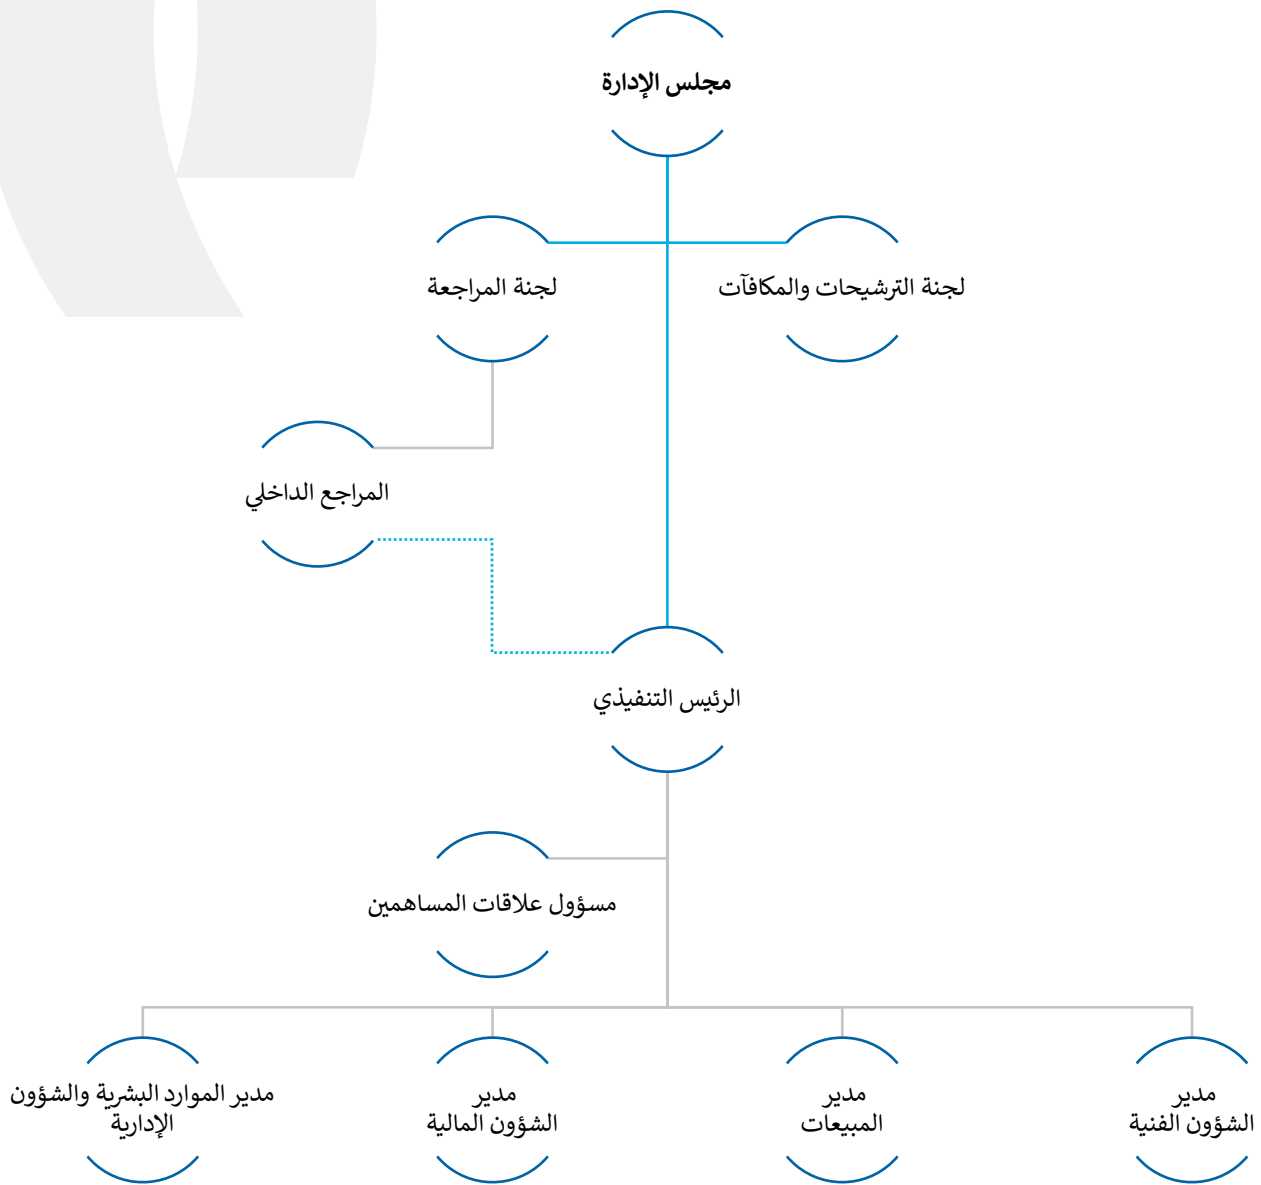 مجلس الإدارة
لجنة الترشيحات والمكافآت
لجنة المراجعة
المراجع الداخلي
الرئيس التنفيذي
مسؤول علاقات المساهمين
مدير
الشؤون الفنية
مدير
المبيعات
مدير
الشؤون المالية
مدير الموارد البشرية والشؤون
الإدارية